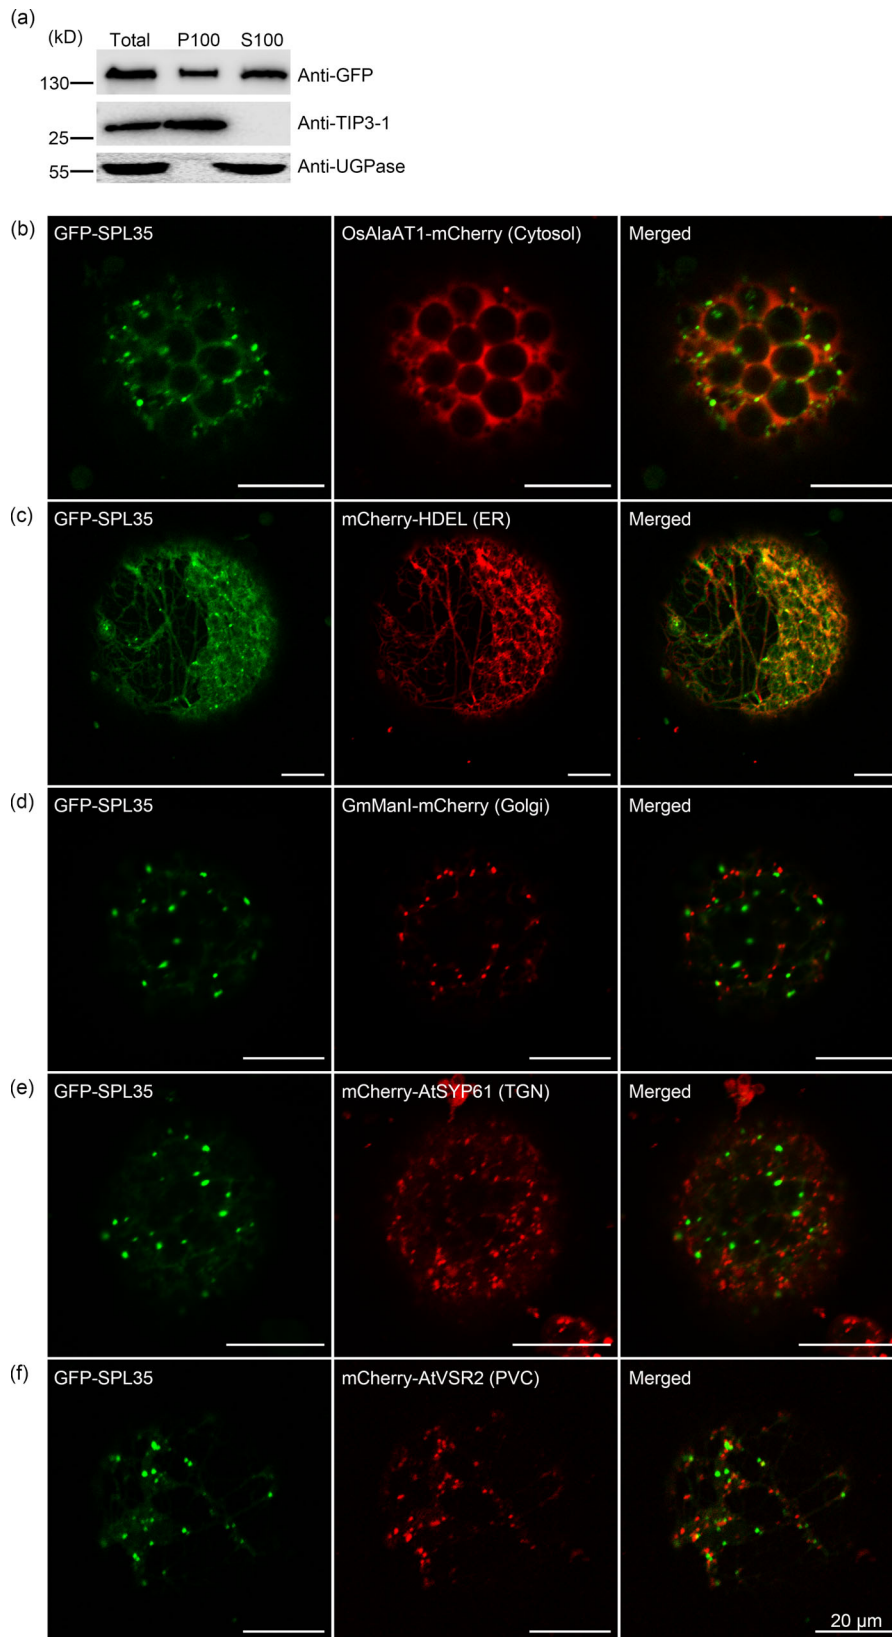 (a)
(kD) Total P100 S100
130 Anti-GFP
25 Anti-TIP3-1
55 Anti-UGPase
(b) GFP-SPL35 OsAlaAT1-mCherry (Cytosol) Merged
(c) GFP-SPL35 mCherry-HDEL (ER) Merged
(d) GFP-SPL35 GmManI-mCherry (Golgi) Merged
(e) GFP-SPL35 mCherry-AtSYP61 (TGN) Merged
(f) GFP-SPL35 mCherry-AtVSR2 (PVC) Merged
20 µm